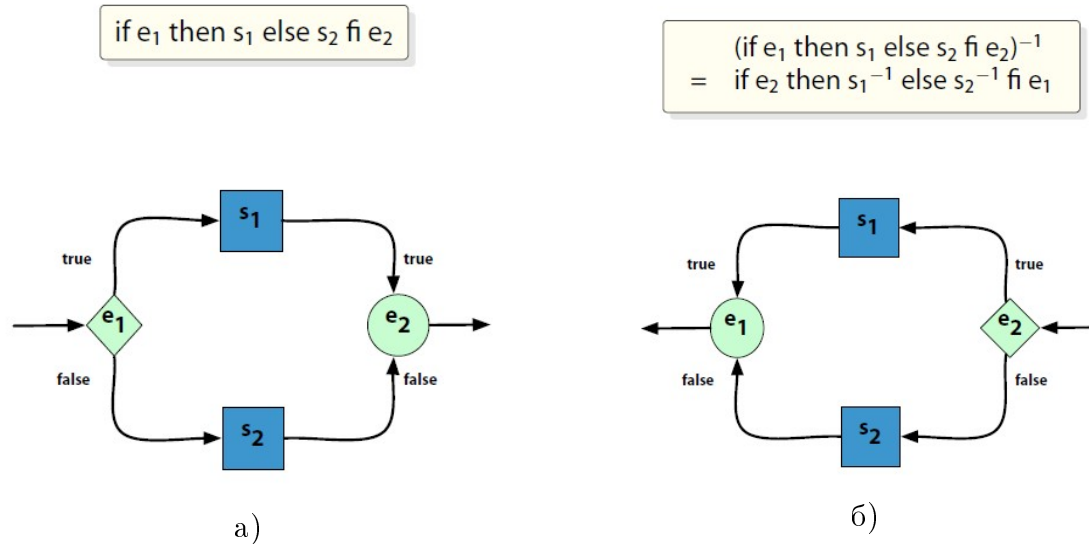 if e₁ then s₁ else s₂ fi e₂
(if e₁ then s₁ else s₂ fi e₂)⁻¹
= if e₂ then s₁⁻¹ else s₂⁻¹ fi e₁
s₁
true
true
e₁
e₂
false
false
s₂
а)
s₁
true
true
e₁
e₂
false
false
s₂
б)